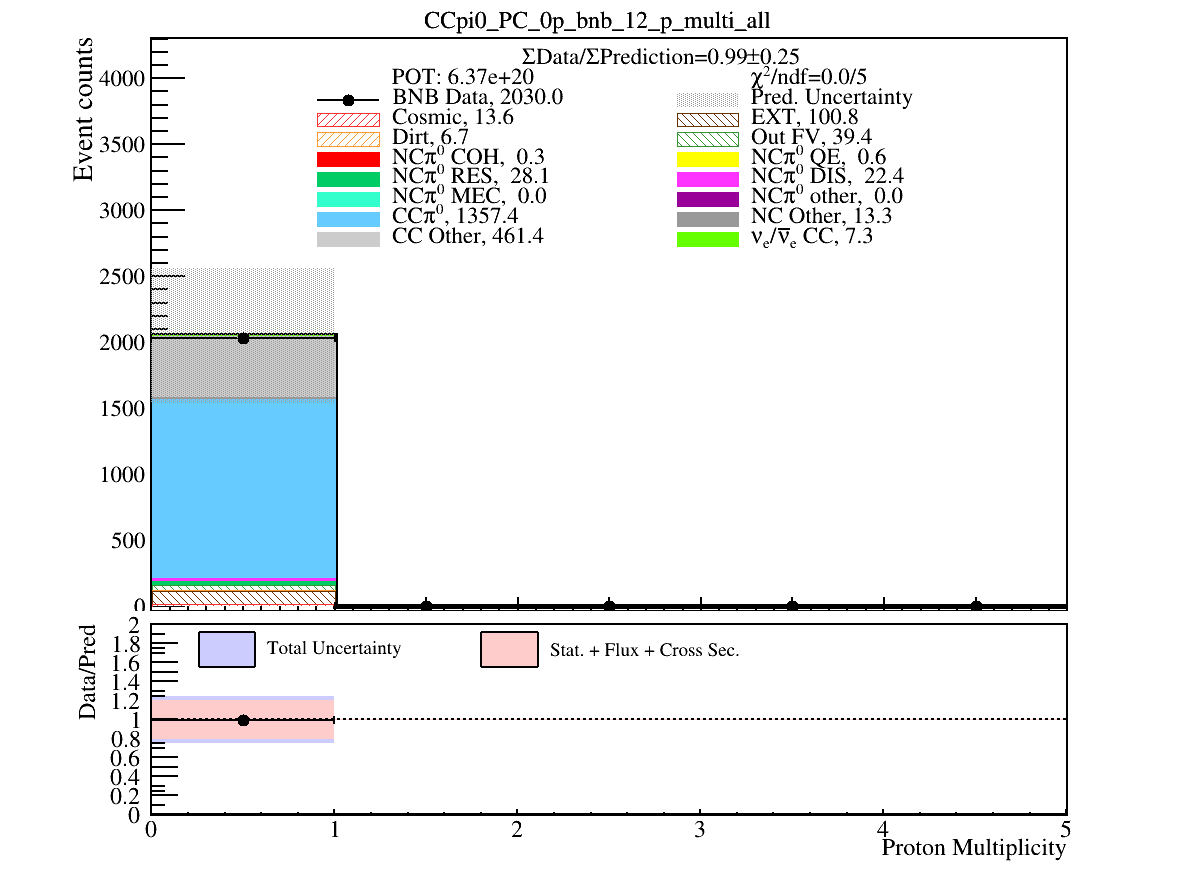 CCpi0_PC_0p_bnb_12_p_multi_all
ΣData/ΣPrediction=0.99±0.25
POT: 6.37e+20
χ²/ndf=0.0/5
BNB Data, 2030.0
Pred. Uncertainty
Cosmic, 13.6
EXT, 100.8
Dirt, 6.7
Out FV, 39.4
NCπ⁰ COH, 0.3
NCπ⁰ QE, 0.6
NCπ⁰ RES, 28.1
NCπ⁰ DIS, 22.4
NCπ⁰ MEC, 0.0
NCπ⁰ other, 0.0
CCπ⁰, 1357.4
NC Other, 13.3
CC Other, 461.4
νₑ/ν̅ₑ CC, 7.3
Event counts
4000
3500
3000
2500
2000
1500
1000
500
0
Total Uncertainty
Stat. + Flux + Cross Sec.
Data/Pred
2
1.8
1.6
1.4
1.2
1
0.8
0.6
0.4
0.2
0
0 1 2 3 4 5
Proton Multiplicity